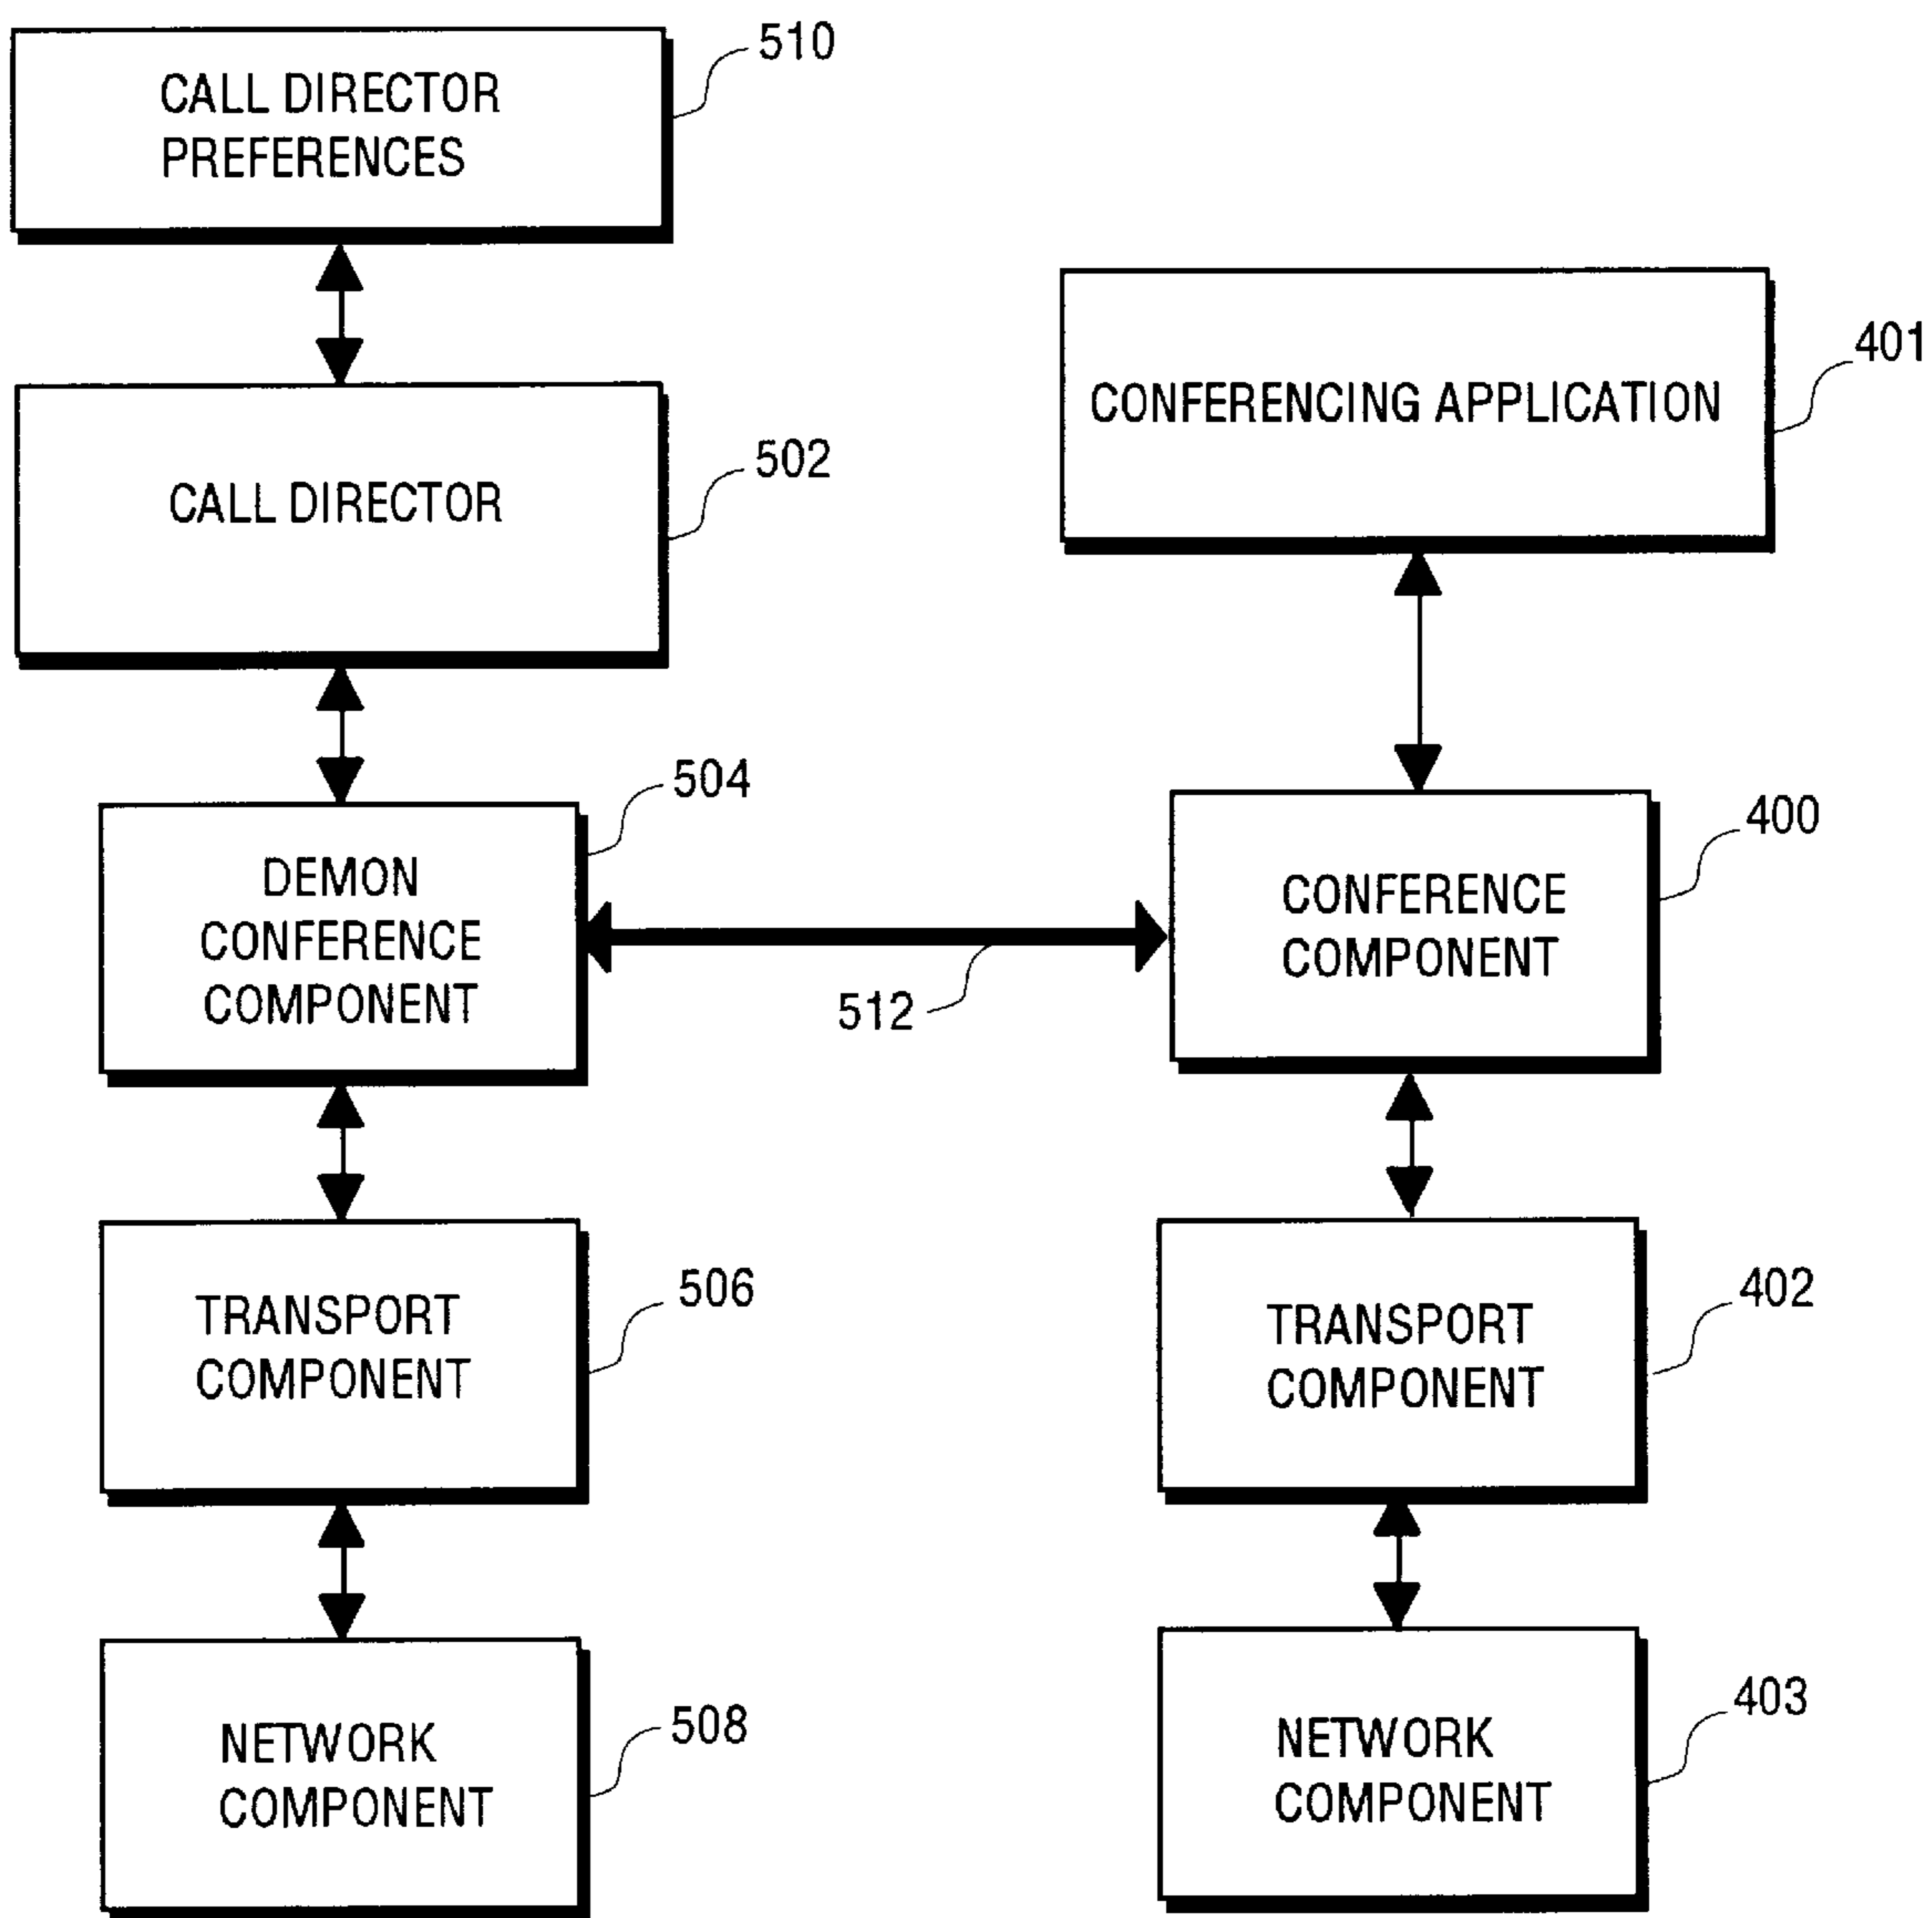 510
CALL DIRECTOR
PREFERENCES
401
CONFERENCING APPLICATION
502
CALL DIRECTOR
504
DEMON
CONFERENCE
COMPONENT
400
CONFERENCE
COMPONENT
512
506
TRANSPORT
COMPONENT
402
TRANSPORT
COMPONENT
508
NETWORK
COMPONENT
403
NETWORK
COMPONENT